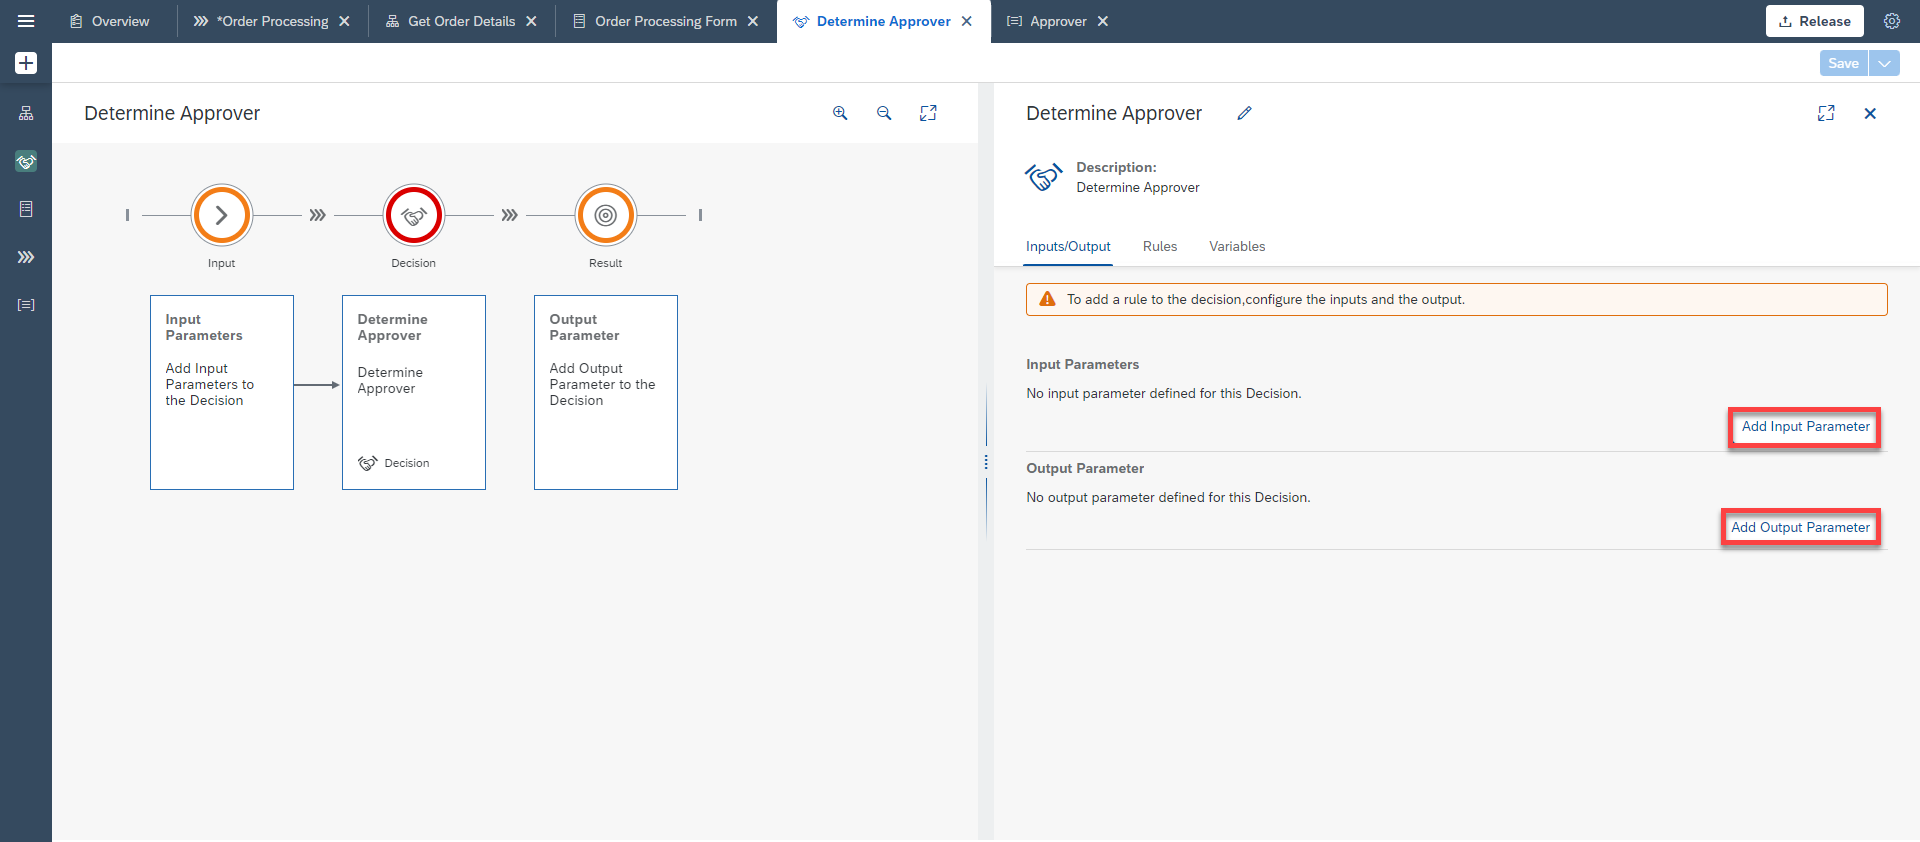 Overview
*Order Processing
Get Order Details
Order Processing Form
Determine Approver
Approver
Release
Save
Determine Approver
Input
Decision
Result
Input
Parameters
Add Input
Parameters to
the Decision
Determine
Approver
Determine
Approver
Decision
Output
Parameter
Add Output
Parameter to the
Decision
Determine Approver
Description:
Determine Approver
Inputs/Output
Rules
Variables
To add a rule to the decision,configure the inputs and the output.
Input Parameters
No input parameter defined for this Decision.
Add Input Parameter
Output Parameter
No output parameter defined for this Decision.
Add Output Parameter